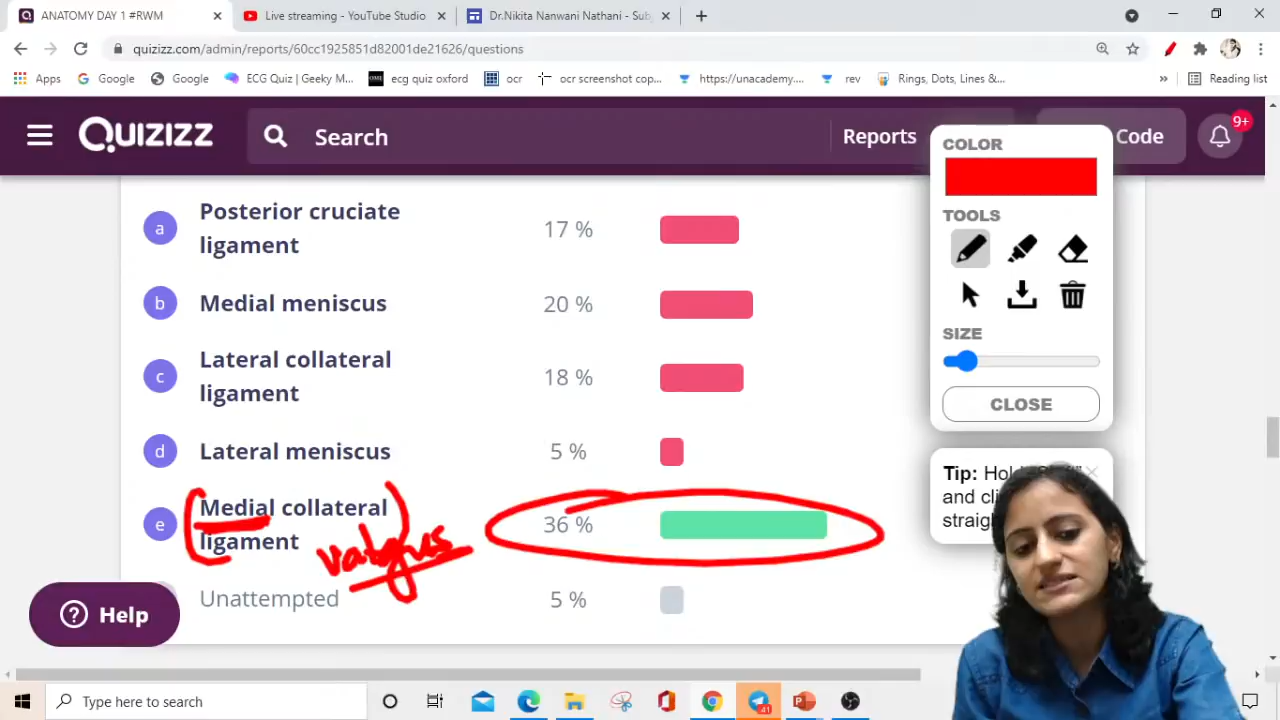 ANATOMY DAY 1 #RWM
Live streaming - YouTube Studio
Dr.Nikita Nanwani Nathani - Sub
quizizz.com/admin/reports/60cc1925851d82001de21626/questions
Apps
Google
Google
ECG Quiz | Geeky M...
ecg quiz oxford
ocr
ocr screenshot cop...
https://unacademy....
rev
Rings, Dots, Lines &...
»
Reading list
QUIZIZZ
Search
Reports
Code
9+
COLOR
TOOLS
SIZE
CLOSE
Tip: Hold
and cli
straigh
a
Posterior cruciate
ligament
17 %
b
Medial meniscus
20 %
c
Lateral collateral
ligament
18 %
d
Lateral meniscus
5 %
e
Medial collateral
ligament
36 %
valgus
Unattempted
5 %
? Help
Type here to search
41